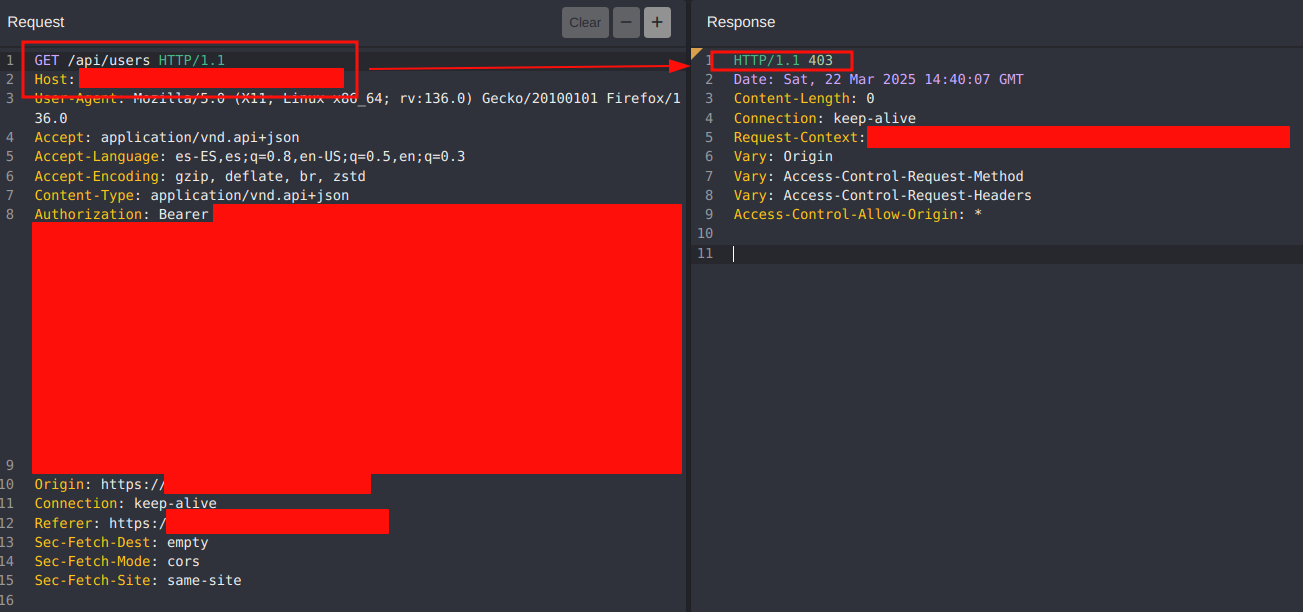 Request
Clear
−
+
1 GET /api/users HTTP/1.1
2 Host:
3 User-Agent: Mozilla/5.0 (X11; Linux x86_64; rv:136.0) Gecko/20100101 Firefox/1
36.0
4 Accept: application/vnd.api+json
5 Accept-Language: es-ES,es;q=0.8,en-US;q=0.5,en;q=0.3
6 Accept-Encoding: gzip, deflate, br, zstd
7 Content-Type: application/vnd.api+json
8 Authorization: Bearer
9
10 Origin: https://
11 Connection: keep-alive
12 Referer: https:/
13 Sec-Fetch-Dest: empty
14 Sec-Fetch-Mode: cors
15 Sec-Fetch-Site: same-site
16
Response
1 HTTP/1.1 403
2 Date: Sat, 22 Mar 2025 14:40:07 GMT
3 Content-Length: 0
4 Connection: keep-alive
5 Request-Context:
6 Vary: Origin
7 Vary: Access-Control-Request-Method
8 Vary: Access-Control-Request-Headers
9 Access-Control-Allow-Origin: *
10
11